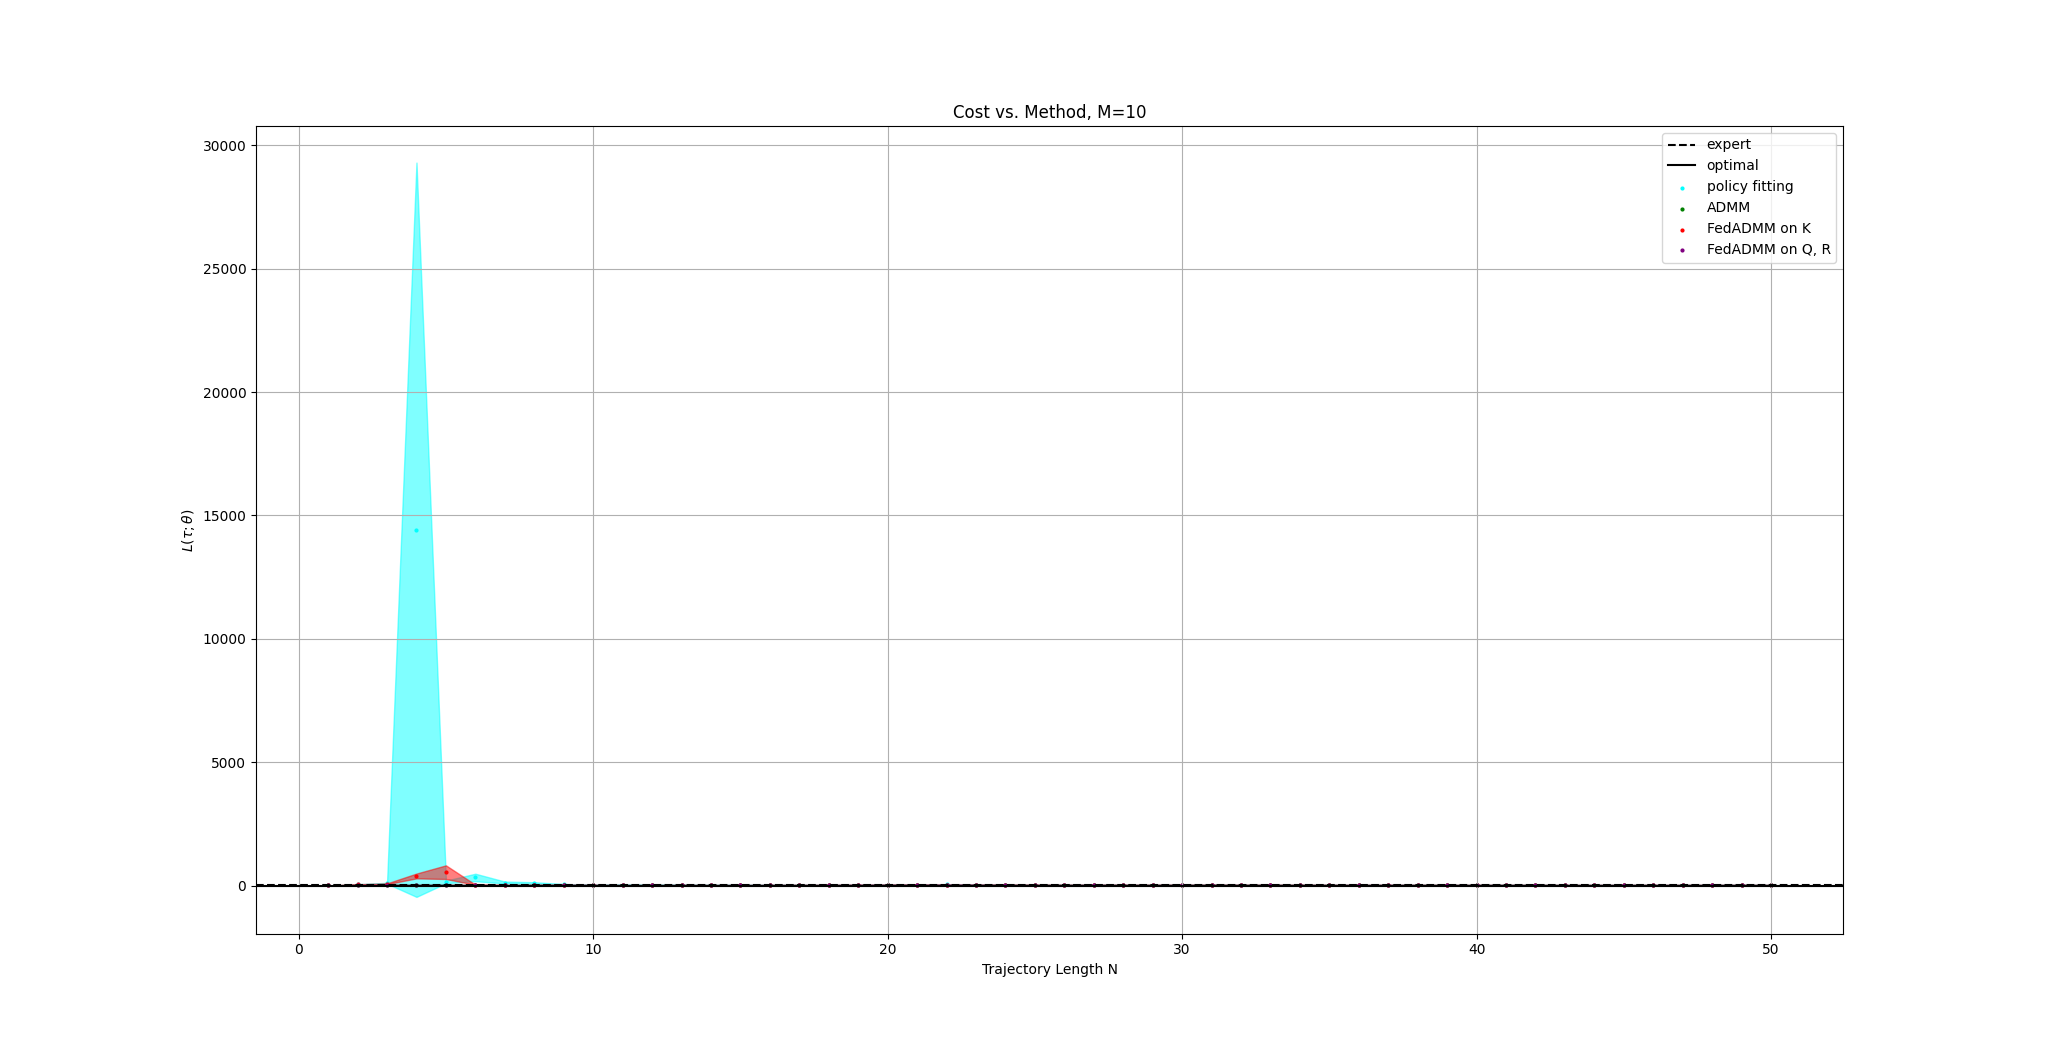 Cost vs. Method, M=10
30000
25000
20000
15000
10000
5000
0
L(τ;θ)
0 10 20 30 40 50
Trajectory Length N
expert
optimal
policy fitting
ADMM
FedADMM on K
FedADMM on Q, R